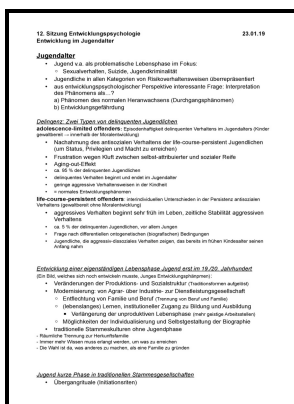 12. Sitzung Entwicklungspsychologie 23.01.19
Entwicklung im Jugendalter
Jugendalter
• Jugend v.a. als problematische Lebensphase im Fokus:
○ Sexualverhalten, Suizide, Jugendkriminalität
• Jugendliche in allen Kategorien von Risikoverhaltensweisen überrepräsentiert
• aus entwicklungspsychologischer Perspektive interessante Frage: Interpretation
des Phänomens als…?
a) Phänomen des normalen Heranwachsens (Durchgangsphänomen)
b) Entwicklungsgefährdung
Delinqenz: Zwei Typen von delinquenten Jugendlichen
adolescence-limited offenders: Episodenhaftigkeit delinquenten Verhaltens im Jugendalters (Kinder
gewaltbereit → innerhalb der Moralentwicklung)
• Nachahmung des antisozialen Verhaltens der life-course-persistent Jugendlichen
(um Status, Privilegien und Macht zu erreichen)
• Frustration wegen Kluft zwischen selbst-attribuierter und sozialer Reife
• Aging-out-Effekt
• ca. 95 % der delinquenten Jugendlichen
• delinquentes Verhalten beginnt und endet im Jugendalter
• geringe aggressive Verhaltensweisen in der Kindheit
• = normales Entwicklungsphänomen
life-course-persistent offenders: interindividuellen Unterschieden in der Persistenz antisozialen
Verhaltens (gewaltbereit ohne Moralentwicklung)
• aggressives Verhalten beginnt sehr früh im Leben, zeitliche Stabilität aggressiven
Verhaltens
• ca. 5 % der delinquenten Jugendlichen, vor allem Jungen
• Frage nach differentiellen ontogenetischen (biografischen) Bedingungen
• Jugendliche, die aggressiv-dissoziales Verhalten zeigen, das bereits im frühen Kindesalter seinen
Anfang nahm
Entwicklung einer eigenständigen Lebensphase Jugend erst im 19./20. Jahrhundert
(Ein Bild, welches sich noch entwickeln musste, Junges Entwicklungsphänomen):
• Veränderungen der Produktions- und Sozialstruktur (Traditionsformen aufgelöst)
• Modernisierung: von Agrar- über Industrie- zur Dienstleistungsgesellschaft
○ Entflechtung von Familie und Beruf (Trennung von Beruf und Familie)
○ (lebenslanges) Lernen, institutioneller Zugang zu Bildung und Ausbildung
▪ Verlängerung der unproduktiven Lebensphase (mehr geistige Arbeitsstellen)
○ Möglichkeiten der Individualisierung und Selbstgestaltung der Biographie
• traditionelle Stammeskulturen ohne Jugendphase
- Räumliche Trennung zur Herkunftsfamilie
- Immer mehr Wissen muss erlangt werden, um was zu erreichen
- Die Wahl ist da, was anderes zu machen, als eine Familie zu gründen
Jugend kurze Phase in traditionellen Stammesgesellschaften
• Übergangsrituale (Initiationsriten)